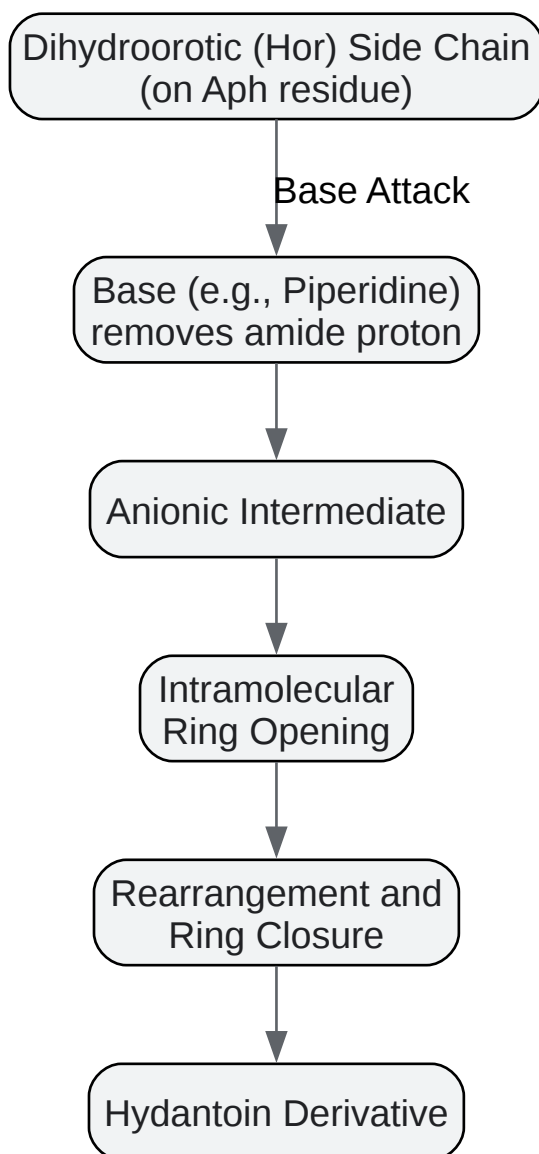 Dihydroorotic (Hor) Side Chain
(on Aph residue)
Base Attack
Base (e.g., Piperidine)
removes amide proton
Anionic Intermediate
Intramolecular
Ring Opening
Rearrangement and
Ring Closure
Hydantoin Derivative